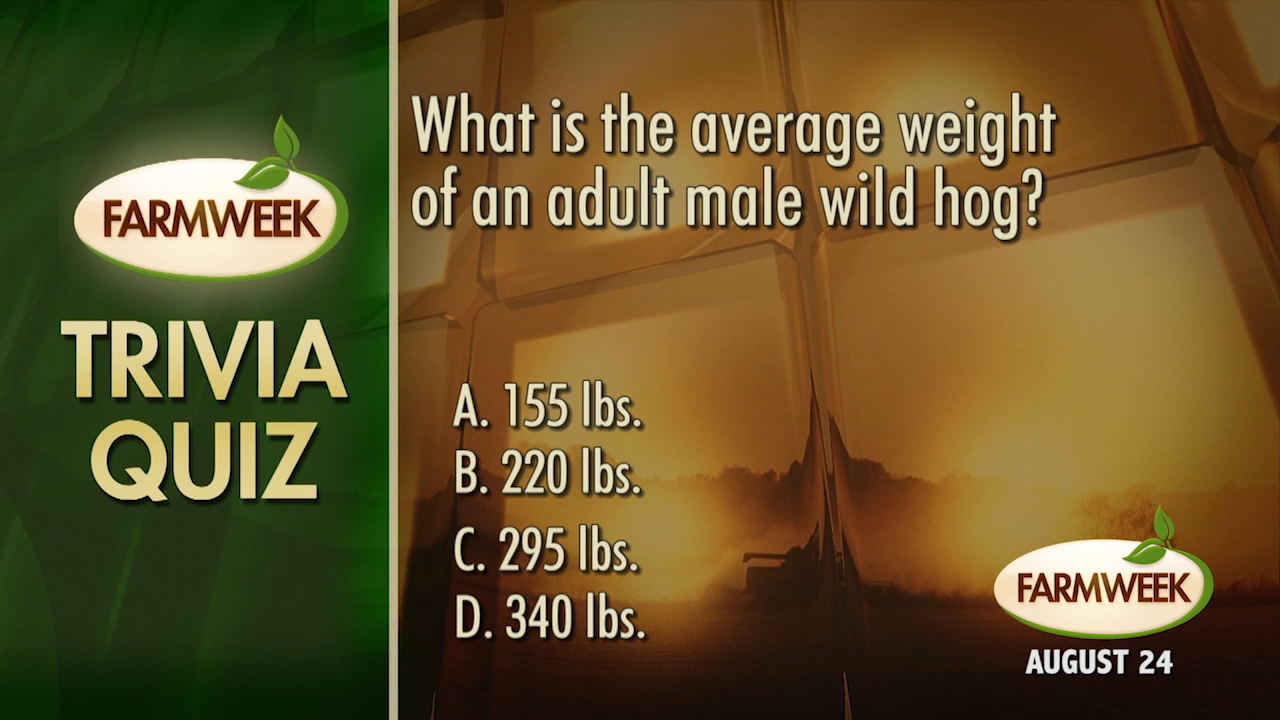 FARMWEEK
TRIVIA
QUIZ
What is the average weight
of an adult male wild hog?
A. 155 lbs.
B. 220 lbs.
C. 295 lbs.
D. 340 lbs.
FARMWEEK
AUGUST 24